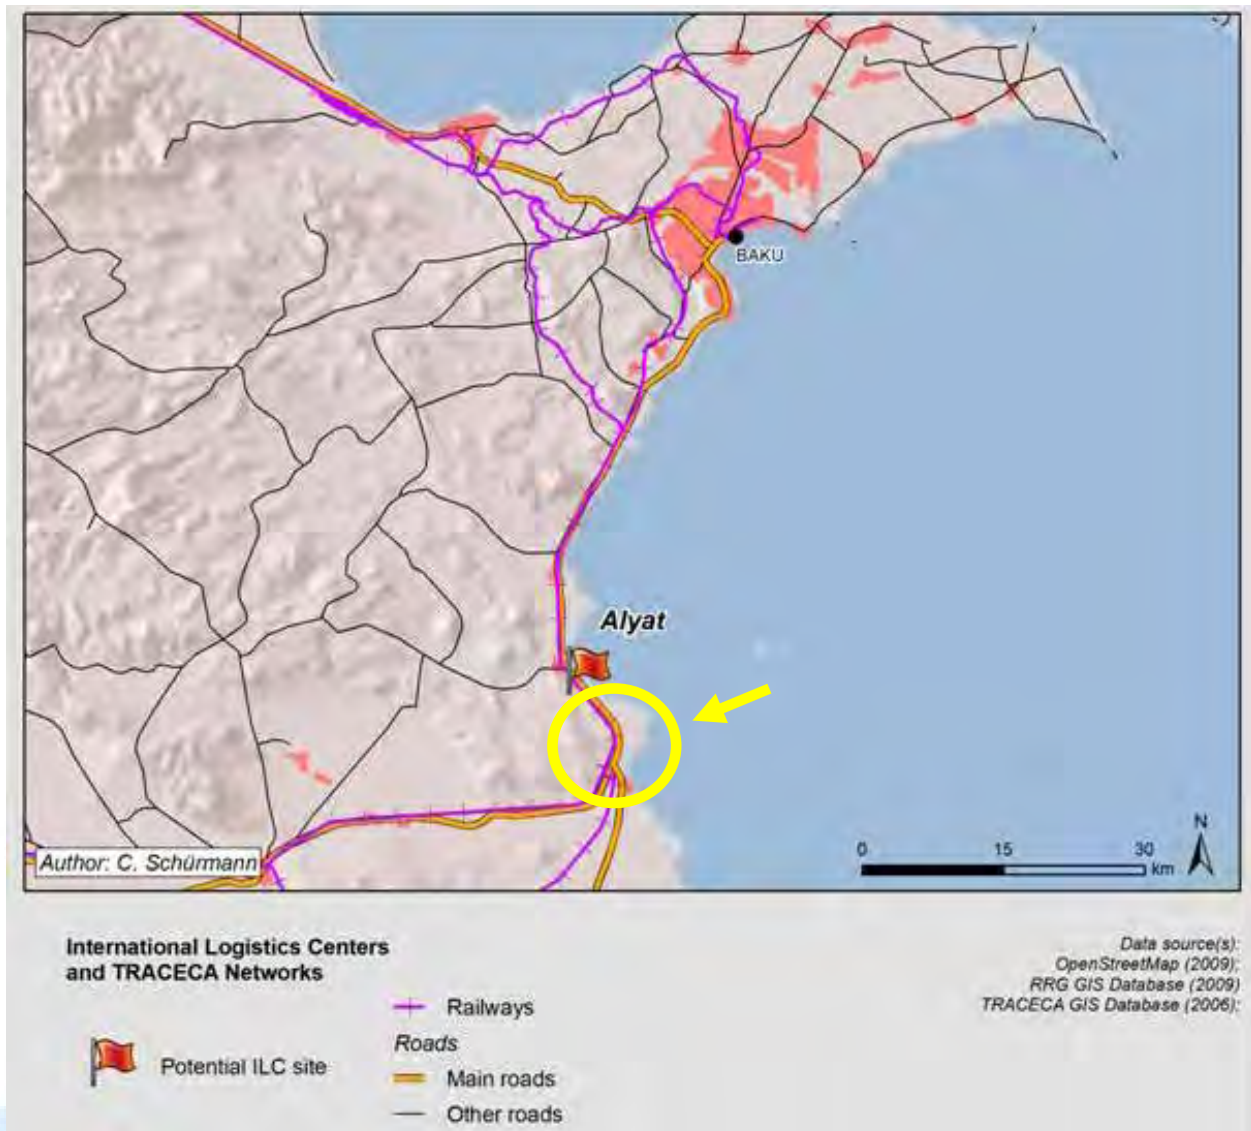 BAKU
Alyat
N
0 15 30
km
Author: C. Schürmann
International Logistics Centers
and TRACECA Networks
Potential ILC site
Railways
Roads
Main roads
Other roads
Data source(s):
OpenStreetMap (2009);
RRG GIS Database (2009)
TRACECA GIS Database (2006);